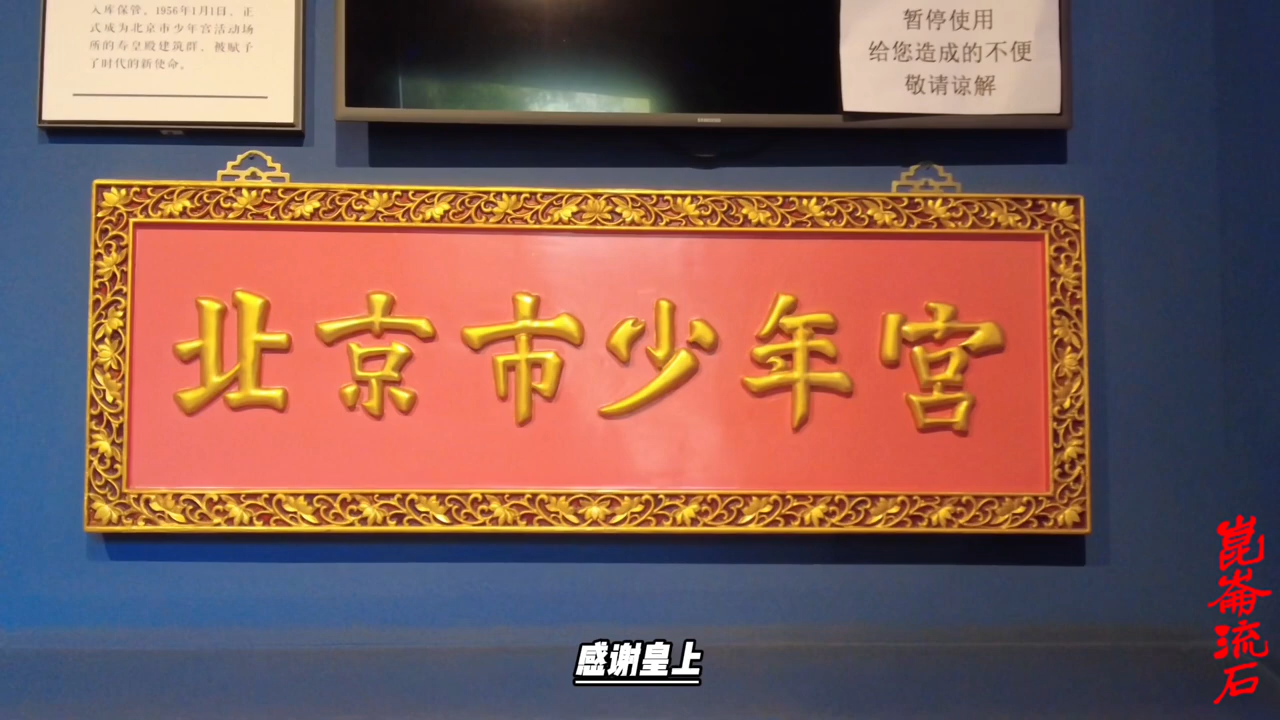 入库保管。1956年1月1日，正
式成为北京市少年宫活动场
所的寿皇殿建筑群，被赋予
了时代的新使命。
暂停使用
给您造成的不便
敬请谅解
SAMSUNG
北京市少年宫
感谢皇上
崑崙流石